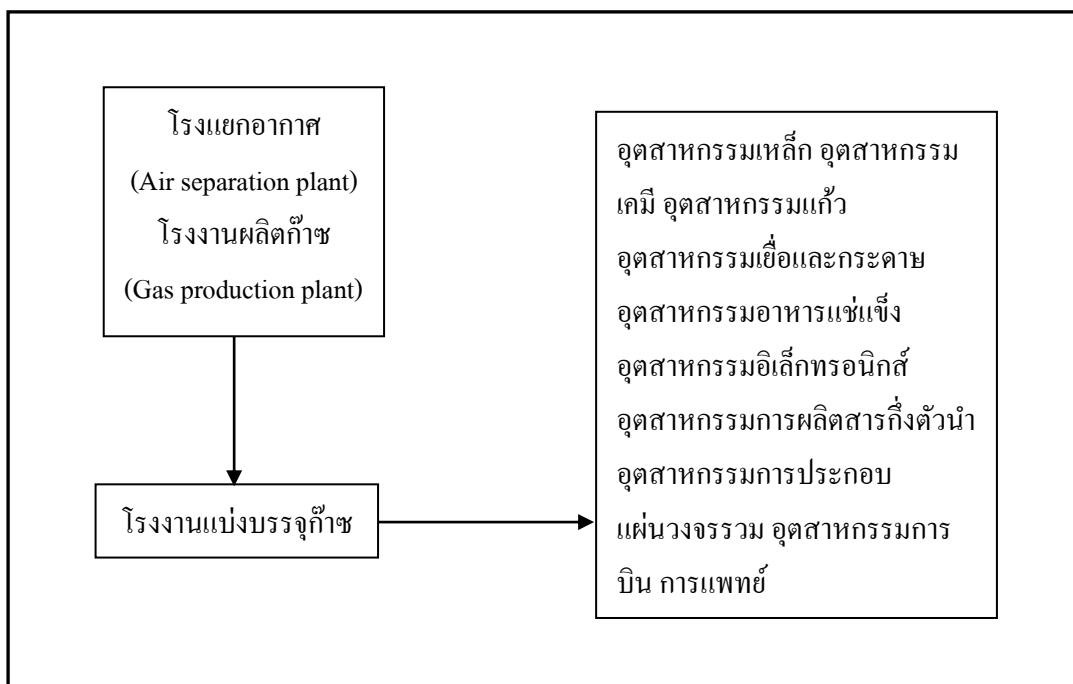 โรงแยกอากาศ
(Air separation plant)
โรงงานผลิตก๊าซ
(Gas production plant)
โรงงานแบ่งบรรจุก๊าซ
อุตสาหกรรมเหล็ก อุตสาหกรรม
เคมี อุตสาหกรรมแก้ว
อุตสาหกรรมเยื่อและกระดาษ
อุตสาหกรรมอาหารแช่แข็ง
อุตสาหกรรมอิเล็กทรอนิกส์
อุตสาหกรรมการผลิตสารกึ่งตัวนำ
อุตสาหกรรมการประกอบ
แผ่นวงจรรวม อุตสาหกรรมการ
บิน การแพทย์